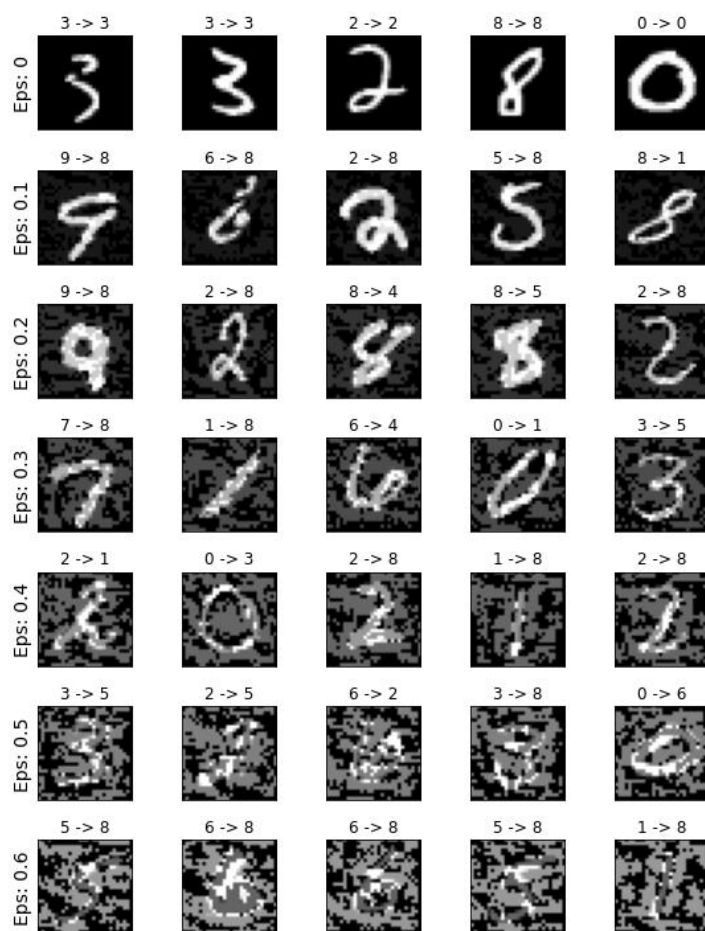 3 -> 3 3 -> 3 2 -> 2 8 -> 8 0 -> 0
Eps: 0
9 -> 8 6 -> 8 2 -> 8 5 -> 8 8 -> 1
Eps: 0.1
9 -> 8 2 -> 8 8 -> 4 8 -> 5 2 -> 8
Eps: 0.2
7 -> 8 1 -> 8 6 -> 4 0 -> 1 3 -> 5
Eps: 0.3
2 -> 1 0 -> 3 2 -> 8 1 -> 8 2 -> 8
Eps: 0.4
3 -> 5 2 -> 5 6 -> 2 3 -> 8 0 -> 6
Eps: 0.5
5 -> 8 6 -> 8 6 -> 8 5 -> 8 1 -> 8
Eps: 0.6